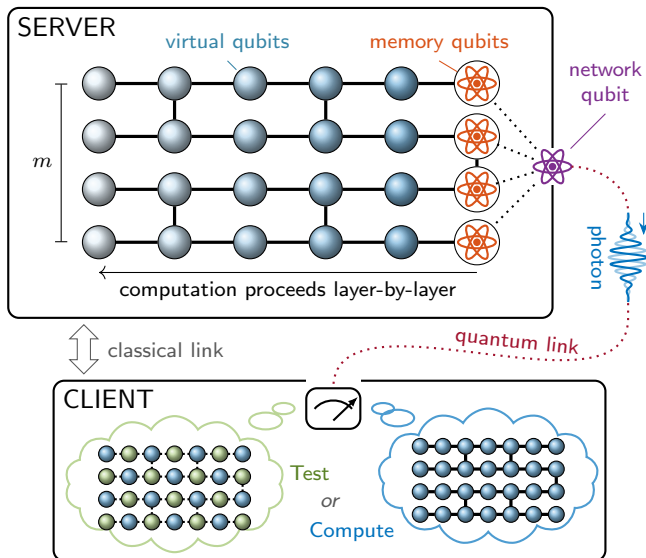 SERVER
virtual qubits
memory qubits
network
qubit
m
photon
computation proceeds layer-by-layer
classical link
quantum link
CLIENT
Test
or
Compute